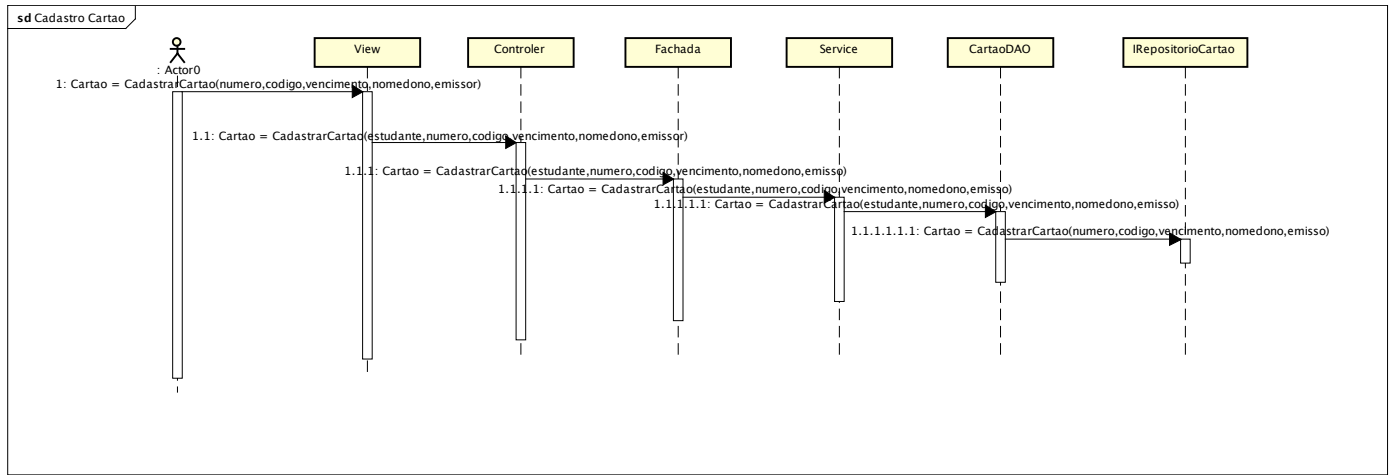 sd Cadastro Cartao
View
Controler
Fachada
Service
CartaoDAO
IRepositorioCartao
: Actor0
1: Cartao = CadastrarCartao(numero,codigo,vencimento,nomedono,emissor)
1.1: Cartao = CadastrarCartao(estudante,numero,codigo,vencimento,nomedono,emissor)
1.1.1: Cartao = CadastrarCartao(estudante,numero,codigo,vencimento,nomedono,emisso)
1.1.1.1: Cartao = CadastrarCartao(estudante,numero,codigo,vencimento,nomedono,emisso)
1.1.1.1.1: Cartao = CadastrarCartao(estudante,numero,codigo,vencimento,nomedono,emisso)
1.1.1.1.1.1: Cartao = CadastrarCartao(numero,codigo,vencimento,nomedono,emisso)